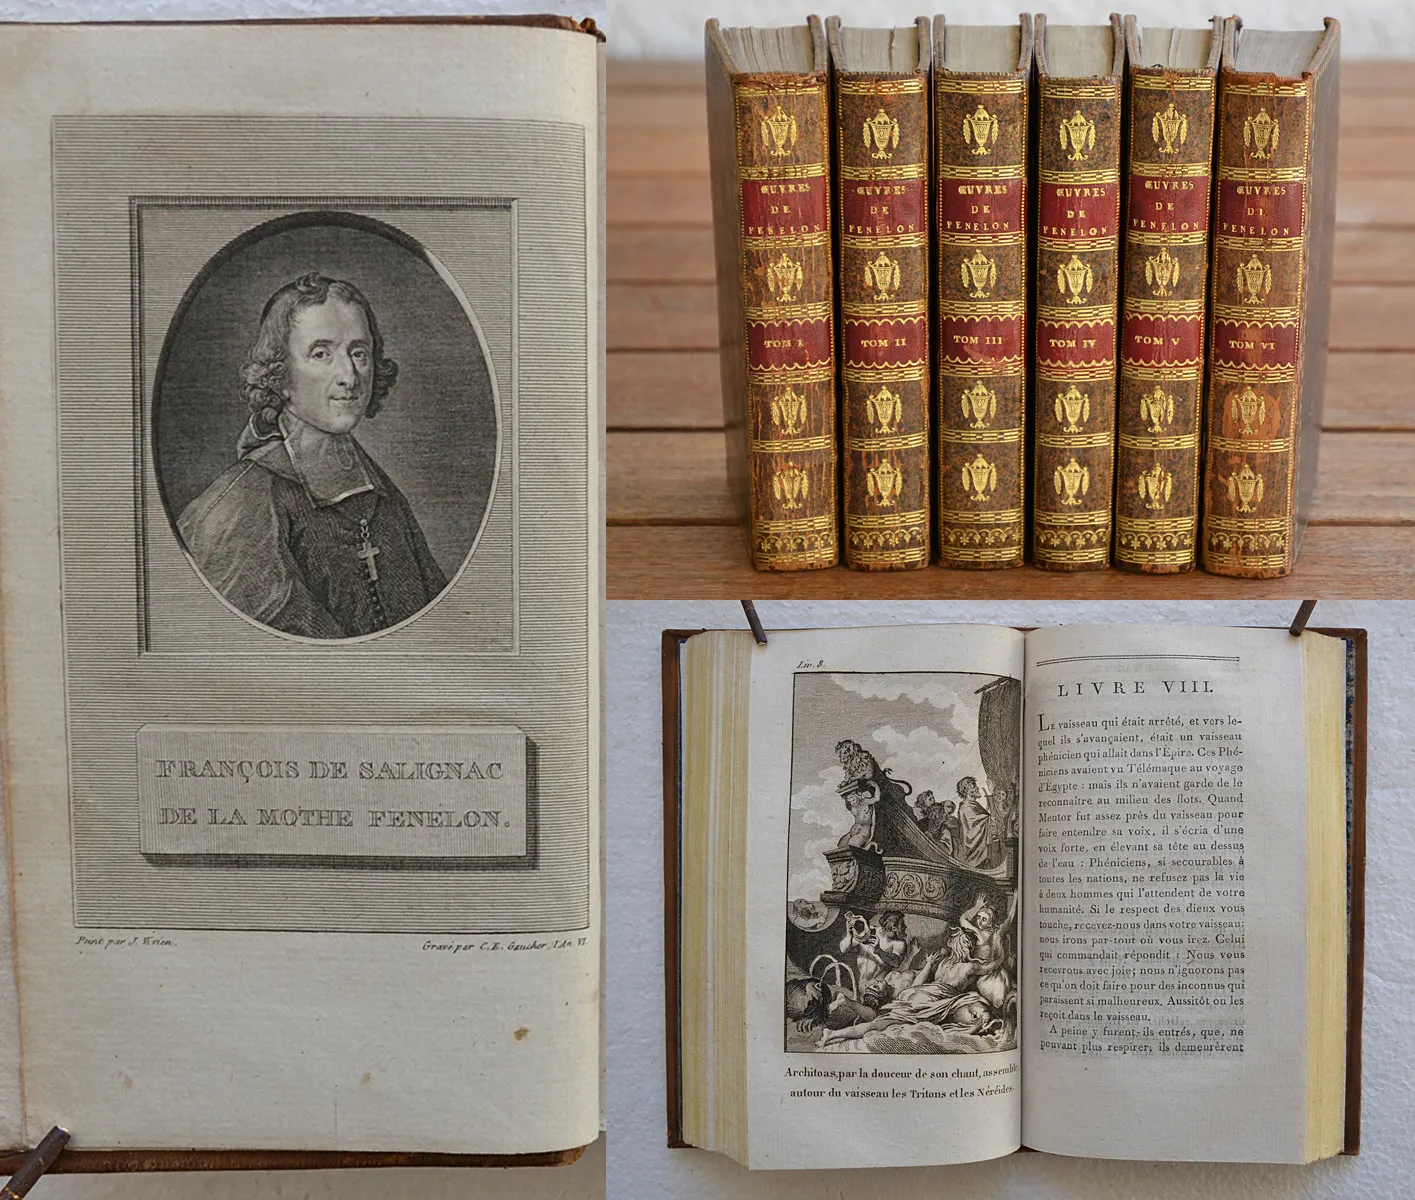 FRANÇOIS DE SALIGNAC
DE LA MOTHE FENELON.
Peint par J. Vivien.
Gravé par C. E. Gaucher, l'An VI.
ŒUVRES
DE
FENELON
TOM I
ŒUVRES
DE
FENELON
TOM II
ŒUVRES
DE
FENELON
TOM III
ŒUVRES
DE
FENELON
TOM IV
ŒUVRES
DE
FENELON
TOM V
ŒUVRES
DE
FENELON
TOM VI
Liv. 8.
Architoas, par la douceur de son chant, assemble
autour du vaisseau les Tritons et les Néréides.
LIVRE VIII.
Le vaisseau qui était arrêté, et vers le-
quel ils s'avançaient, était un vaisseau
phénicien qui allait dans l'Épire. Ces Phé-
niciens avaient vu Télémaque au voyage
d'Égypte : mais ils n'avaient garde de le
reconnaître au milieu des flots. Quand
Mentor fut assez près du vaisseau pour
faire entendre sa voix, il s'écria d'une
voix forte, en élevant sa tête au dessus
de l'eau : Phéniciens, si secourables à
toutes les nations, ne refusez pas la vie
à deux hommes qui l'attendent de votre
humanité. Si le respect des dieux vous
touche, recevez-nous dans votre vaisseau:
nous irons par-tout où vous irez. Celui
qui commandait répondit : Nous vous
recevrons avec joie; nous n'ignorons pas
ce qu'on doit faire pour des inconnus qui
paraissent si malheureux. Aussitôt on les
reçoit dans le vaisseau.
A peine y furent-ils entrés, que, ne
pouvant plus respirer, ils demeurèrent